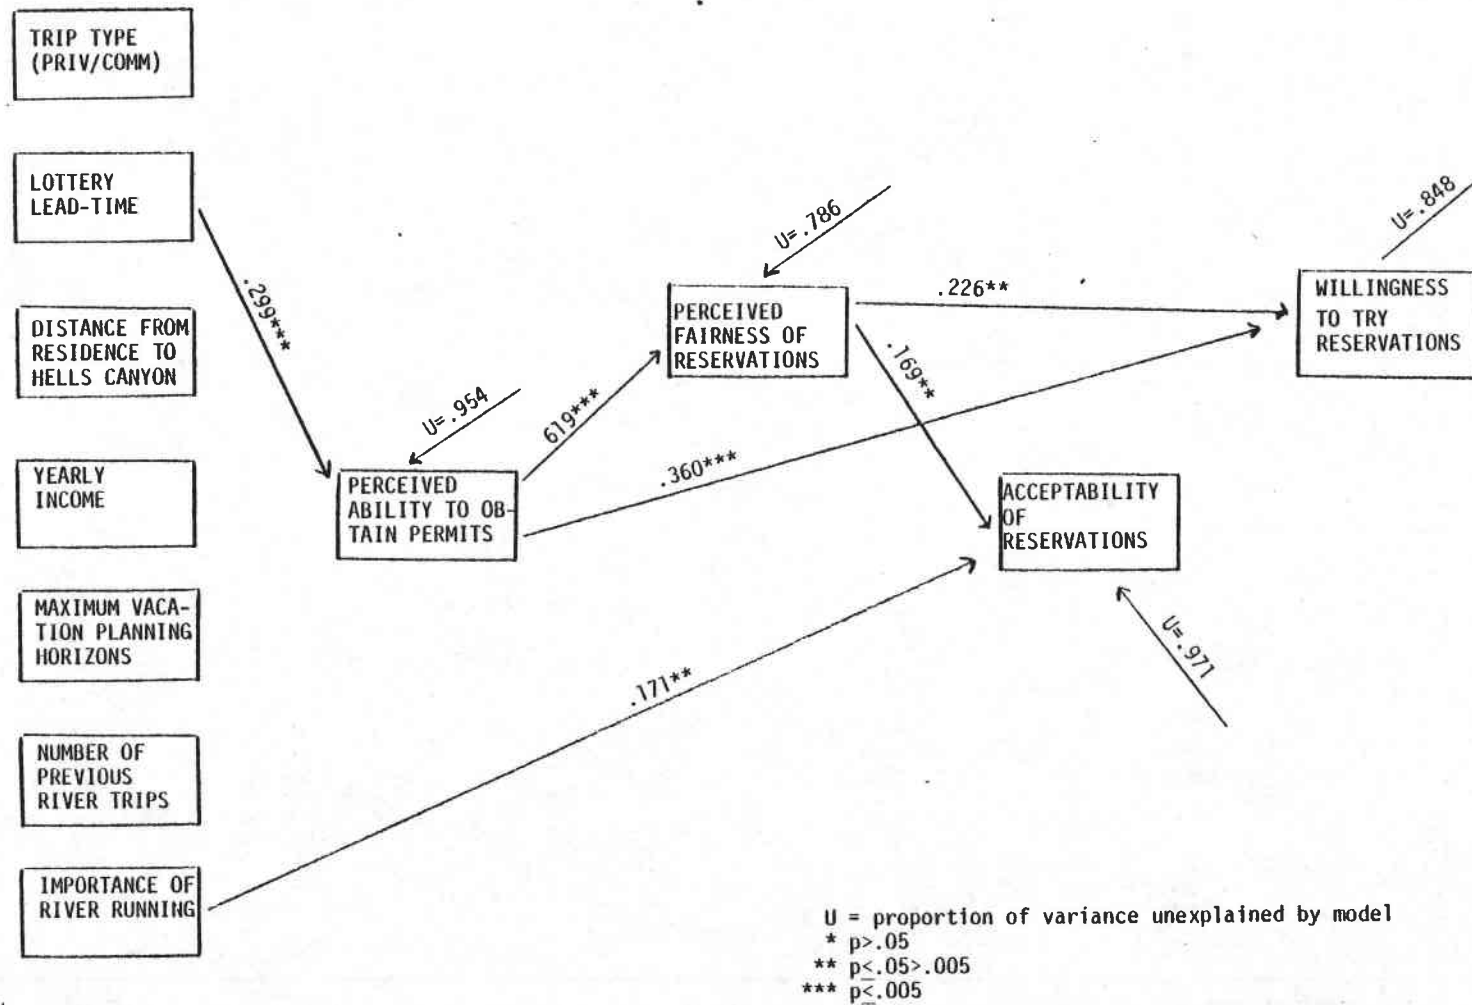 TRIP TYPE
(PRIV/COMM)
LOTTERY
LEAD-TIME
DISTANCE FROM
RESIDENCE TO
HELLS CANYON
YEARLY
INCOME
MAXIMUM VACA-
TION PLANNING
HORIZONS
NUMBER OF
PREVIOUS
RIVER TRIPS
IMPORTANCE OF
RIVER RUNNING
.299***
U=.954
PERCEIVED
ABILITY TO OB-
TAIN PERMITS
619***
.360***
.171**
U=.786
PERCEIVED
FAIRNESS OF
RESERVATIONS
.226**
.169**
ACCEPTABILITY
OF
RESERVATIONS
U=.971
U=.848
WILLINGNESS
TO TRY
RESERVATIONS
U = proportion of variance unexplained by model
* p>.05
** p≤.05>.005
*** p≤.005